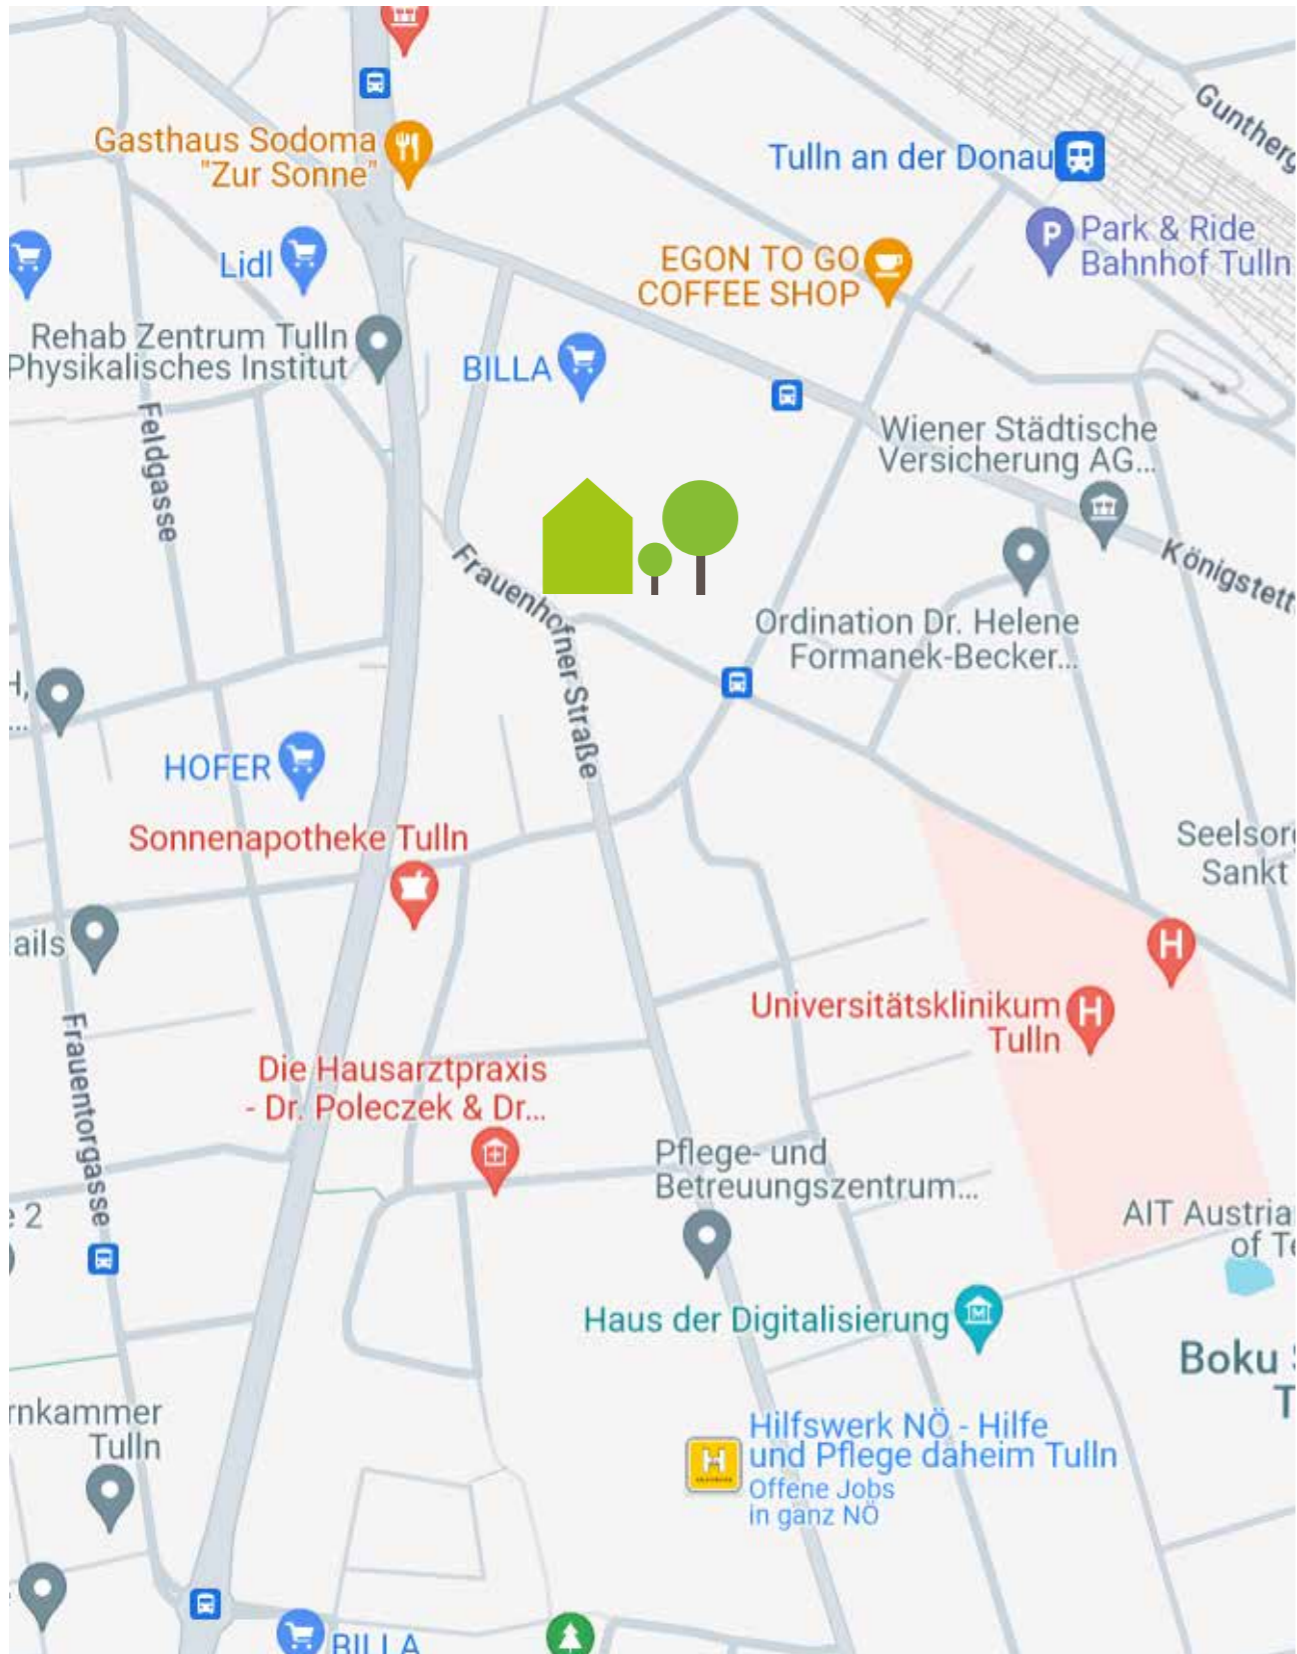 Gasthaus Sodoma
"Zur Sonne"
Tulln an der Donau
Gutherg
Park & Ride
Bahnhof Tulln
P
Lidl
EGON TO GO
COFFEE SHOP
Rehab Zentrum Tulln
Physikalisches Institut
BILLA
Feldgasse
Wiener Städtische
Versicherung AG...
Königstett
Frauenhofner Straße
Ordination Dr. Helene
Formanek-Becker...
H,
...
HOFER
Sonnenapotheke Tulln
Seelsor
Sankt
ails
H
Universitätsklinikum
Tulln
H
Frauentorgasse
Die Hausarztpraxis
- Dr. Poleczek & Dr...
Pflege- und
Betreuungszentrum...
e 2
AIT Austria
of Te
Haus der Digitalisierung
Boku S
T
rnkammer
Tulln
Hilfswerk NÖ - Hilfe
und Pflege daheim Tulln
Offene Jobs
in ganz NÖ
H
BILLA